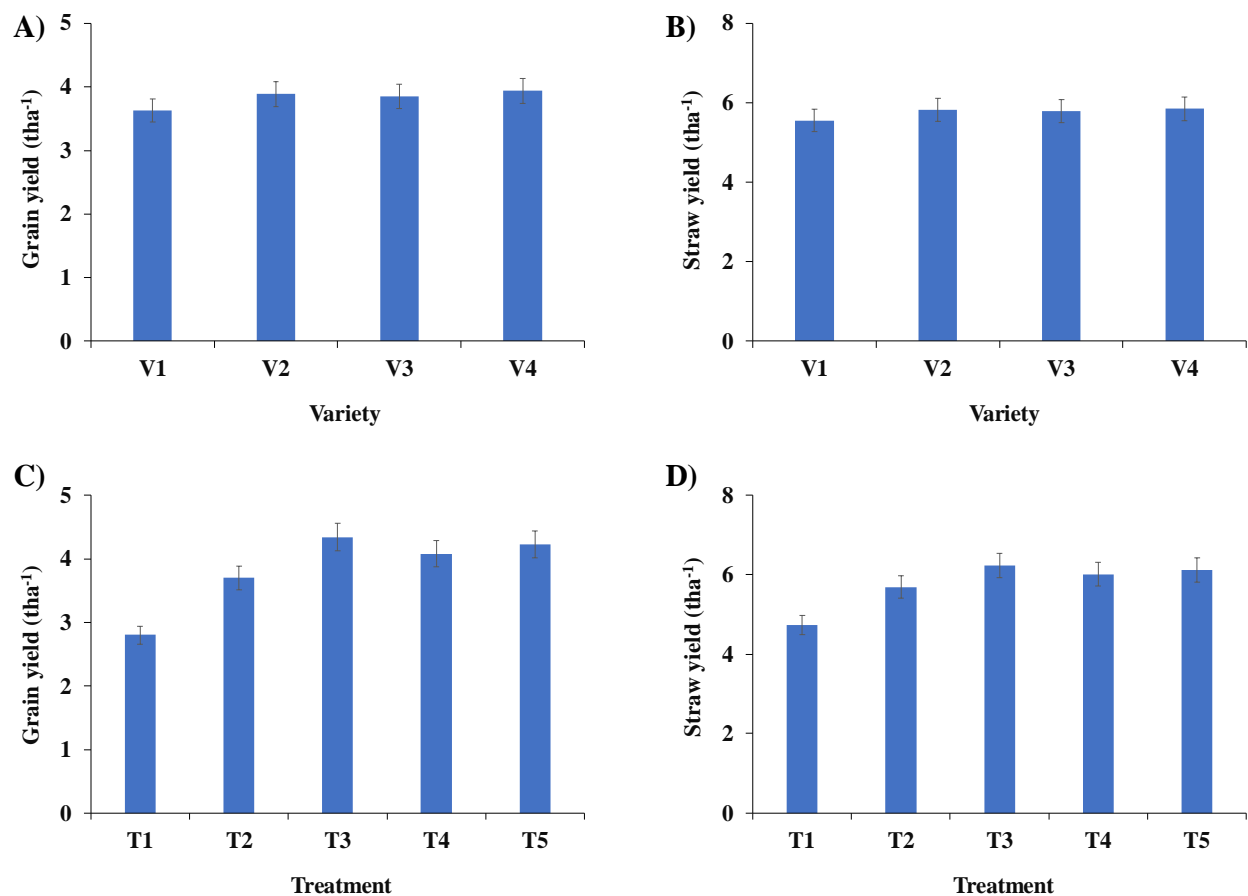 A)
Grain yield (tha-1)
5
4
3
2
1
0
V1 V2 V3 V4
Variety
B)
Straw yield (tha-1)
8
6
4
2
0
V1 V2 V3 V4
Variety
C)
Grain yield (tha-1)
5
4
3
2
1
0
T1 T2 T3 T4 T5
Treatment
D)
Straw yield (tha-1)
8
6
4
2
0
T1 T2 T3 T4 T5
Treatment